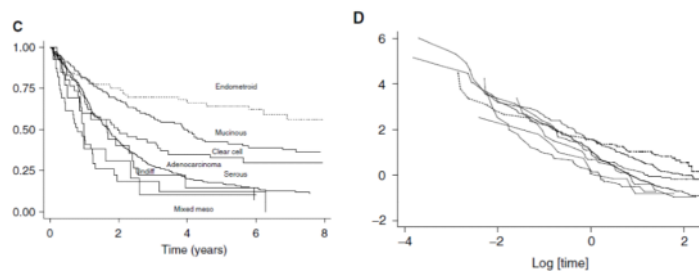 C
1.00
0.75
0.50
0.25
0.00
Endometroid
Mucinous
Clear cell
Adenocarcinoma
Undiff
Serous
Mixed meso
0 2 4 6 8
Time (years)
D
6
4
2
0
−2
−4 −2 0 2
Log [time]